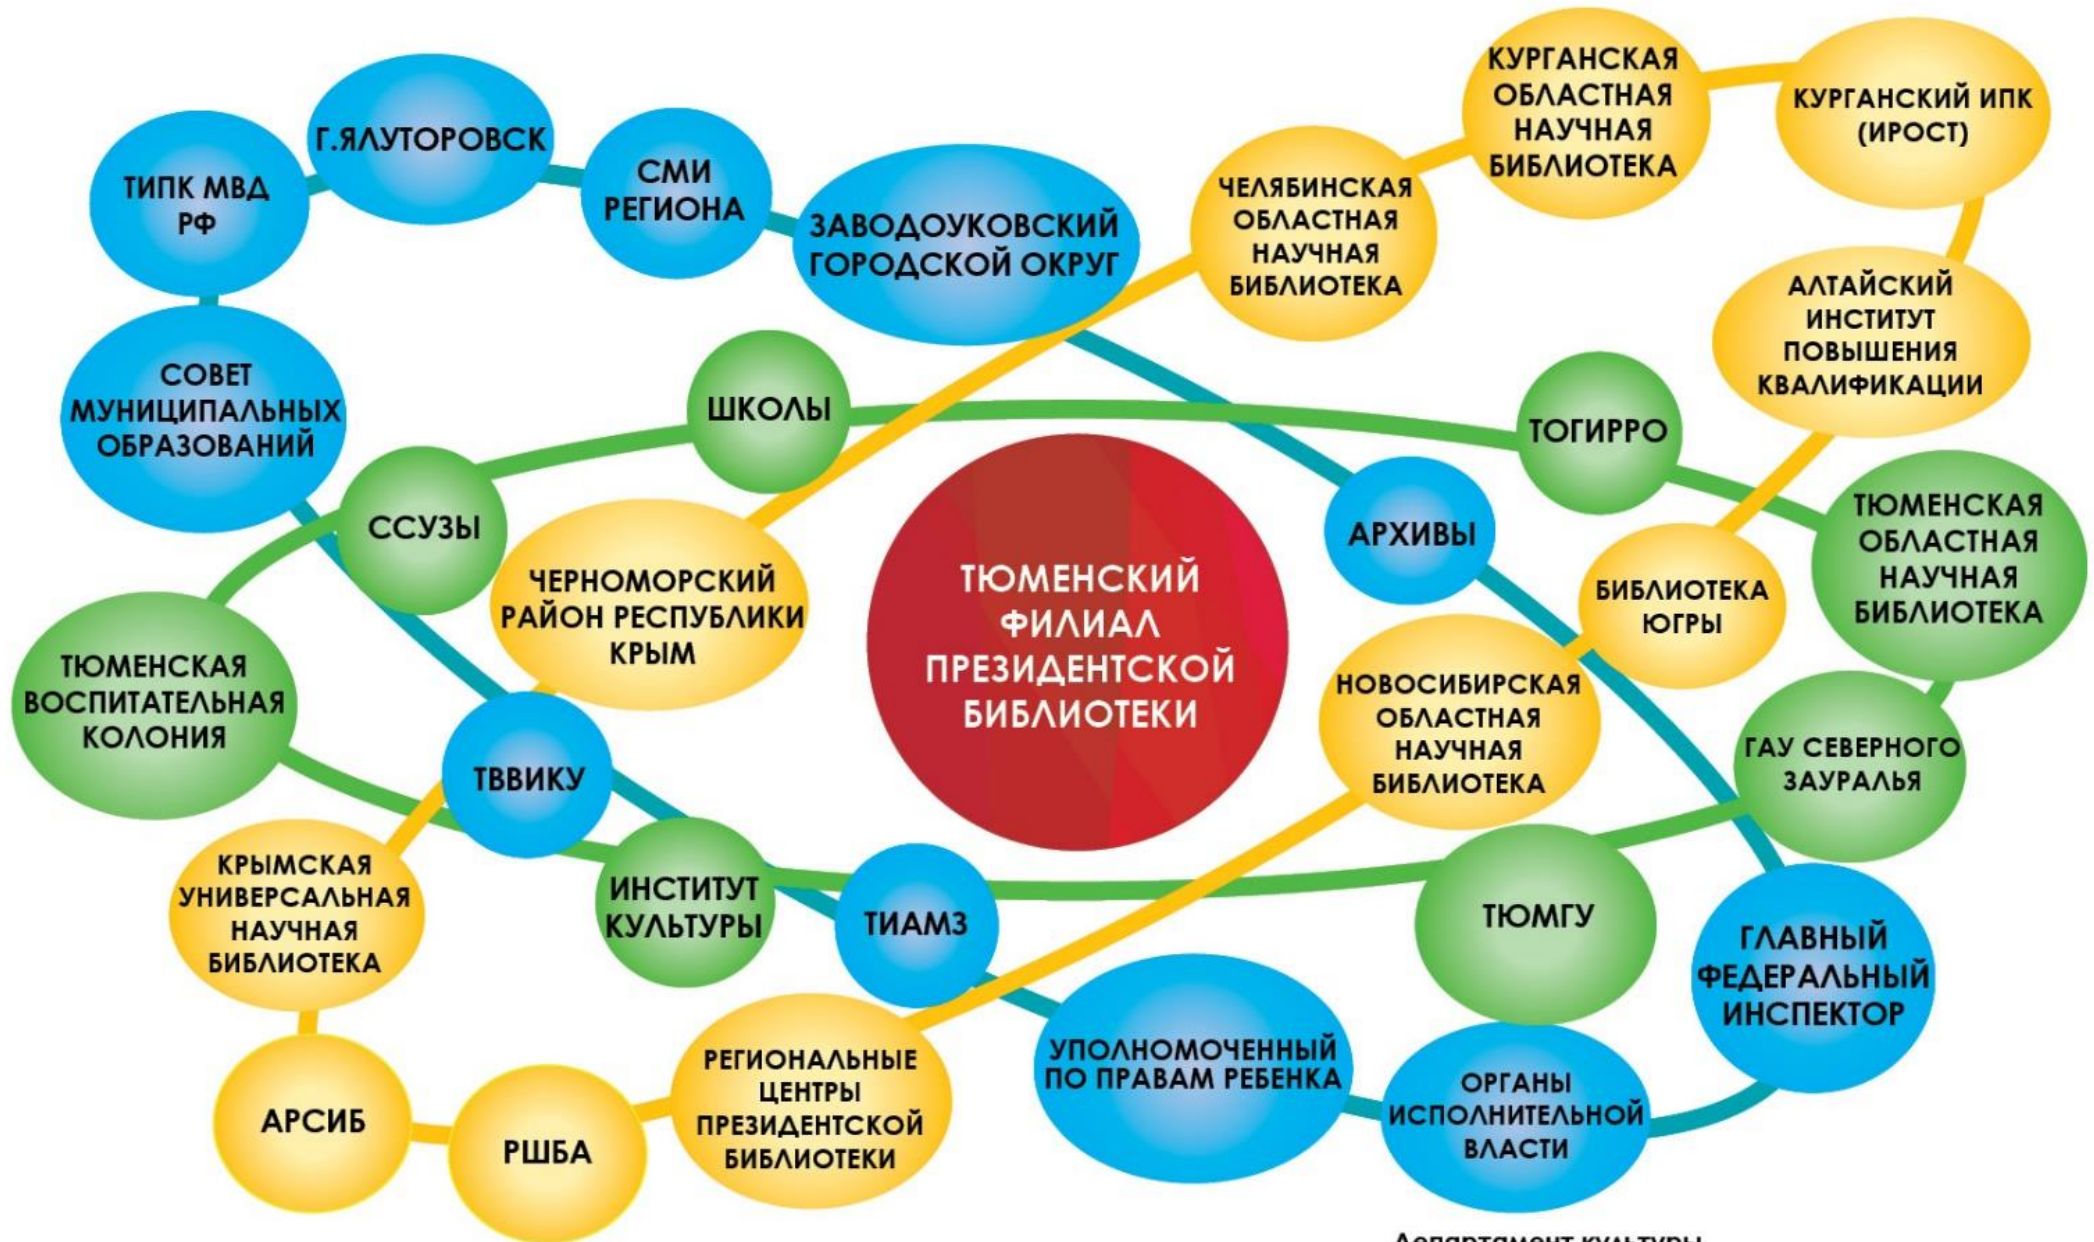 Г.ЯЛУТОРОВСК
ТИПК МВД
РФ
СМИ
РЕГИОНА
ЗАВОДОУКОВСКИЙ
ГОРОДСКОЙ ОКРУГ
ЧЕЛЯБИНСКАЯ
ОБЛАСТНАЯ
НАУЧНАЯ
БИБЛИОТЕКА
КУРГАНСКАЯ
ОБЛАСТНАЯ
НАУЧНАЯ
БИБЛИОТЕКА
КУРГАНСКИЙ ИПК
(ИРОСТ)
АЛТАЙСКИЙ
ИНСТИТУТ
ПОВЫШЕНИЯ
КВАЛИФИКАЦИИ
СОВЕТ
МУНИЦИПАЛЬНЫХ
ОБРАЗОВАНИЙ
ШКОЛЫ
ТОГИРРО
ССУЗЫ
ЧЕРНОМОРСКИЙ
РАЙОН РЕСПУБЛИКИ
КРЫМ
ТЮМЕНСКИЙ
ФИЛИАЛ
ПРЕЗИДЕНТСКОЙ
БИБЛИОТЕКИ
АРХИВЫ
БИБЛИОТЕКА
ЮГРЫ
ТЮМЕНСКАЯ
ОБЛАСТНАЯ
НАУЧНАЯ
БИБЛИОТЕКА
ТЮМЕНСКАЯ
ВОСПИТАТЕЛЬНАЯ
КОЛОНИЯ
ТВВИКУ
НОВОСИБИРСКАЯ
ОБЛАСТНАЯ
НАУЧНАЯ
БИБЛИОТЕКА
ГАУ СЕВЕРНОГО
ЗАУРАЛЬЯ
КРЫМСКАЯ
УНИВЕРСАЛЬНАЯ
НАУЧНАЯ
БИБЛИОТЕКА
ИНСТИТУТ
КУЛЬТУРЫ
ТИАМЗ
ТЮМГУ
ГЛАВНЫЙ
ФЕДЕРАЛЬНЫЙ
ИНСПЕКТОР
АРСИБ
РШБА
РЕГИОНАЛЬНЫЕ
ЦЕНТРЫ
ПРЕЗИДЕНТСКОЙ
БИБЛИОТЕКИ
УПОЛНОМОЧЕННЫЙ
ПО ПРАВАМ РЕБЕНКА
ОРГАНЫ
ИСПОЛНИТЕЛЬНОЙ
ВЛАСТИ
Департамент культуры